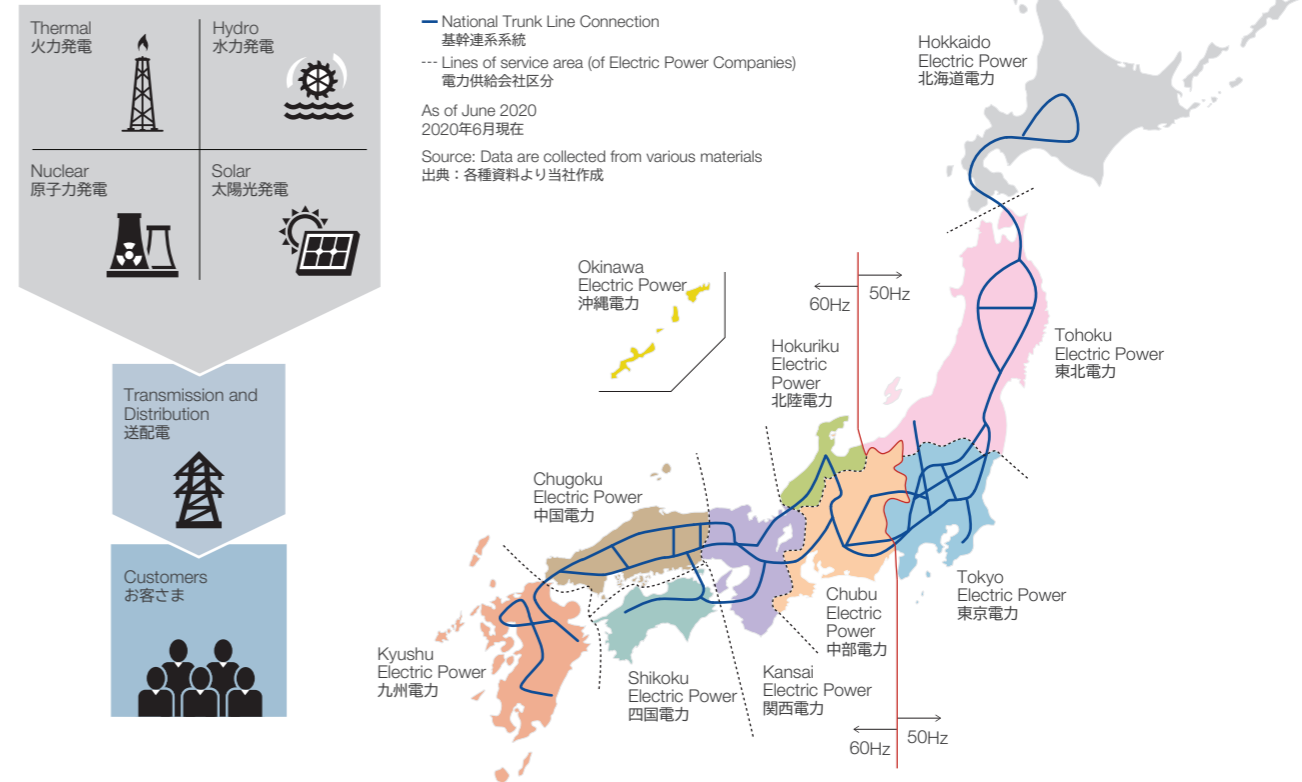 Thermal
火力発電
Hydro
水力発電
Nuclear
原子力発電
Solar
太陽光発電
Transmission and
Distribution
送配電
Customers
お客さま
National Trunk Line Connection
基幹連系系統
Lines of service area (of Electric Power Companies)
電力供給会社区分
As of June 2020
2020年6月現在
Source: Data are collected from various materials
出典：各種資料より当社作成
Hokkaido
Electric Power
北海道電力
Okinawa
Electric Power
沖縄電力
60Hz
50Hz
Hokuriku
Electric
Power
北陸電力
Tohoku
Electric Power
東北電力
Chugoku
Electric Power
中国電力
Tokyo
Electric Power
東京電力
Chubu
Electric
Power
中部電力
Kyushu
Electric Power
九州電力
Shikoku
Electric Power
四国電力
Kansai
Electric Power
関西電力
60Hz
50Hz